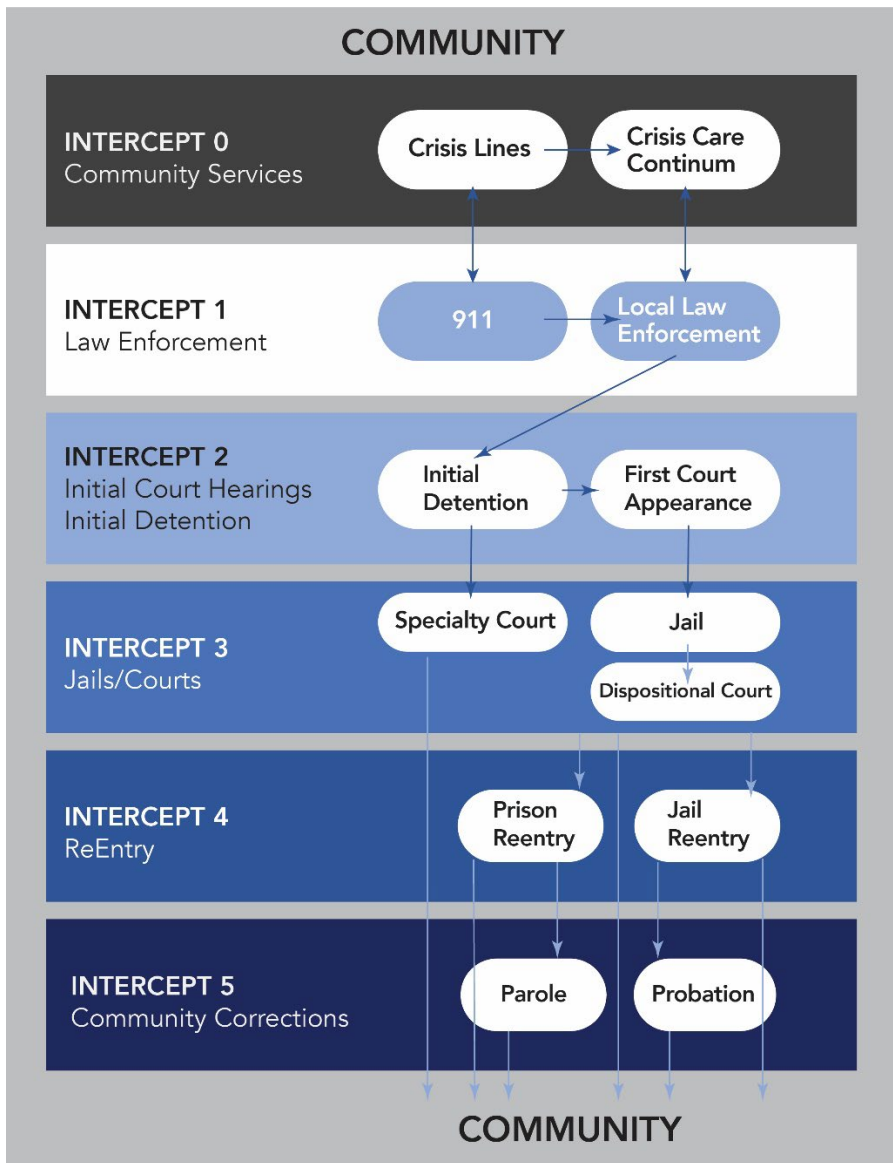 COMMUNITY
INTERCEPT 0
Community Services
Crisis Lines
Crisis Care
Continum
INTERCEPT 1
Law Enforcement
911
Local Law
Enforcement
INTERCEPT 2
Initial Court Hearings
Initial Detention
Initial
Detention
First Court
Appearance
INTERCEPT 3
Jails/Courts
Specialty Court
Jail
Dispositional Court
INTERCEPT 4
ReEntry
Prison
Reentry
Jail
Reentry
INTERCEPT 5
Community Corrections
Parole
Probation
COMMUNITY